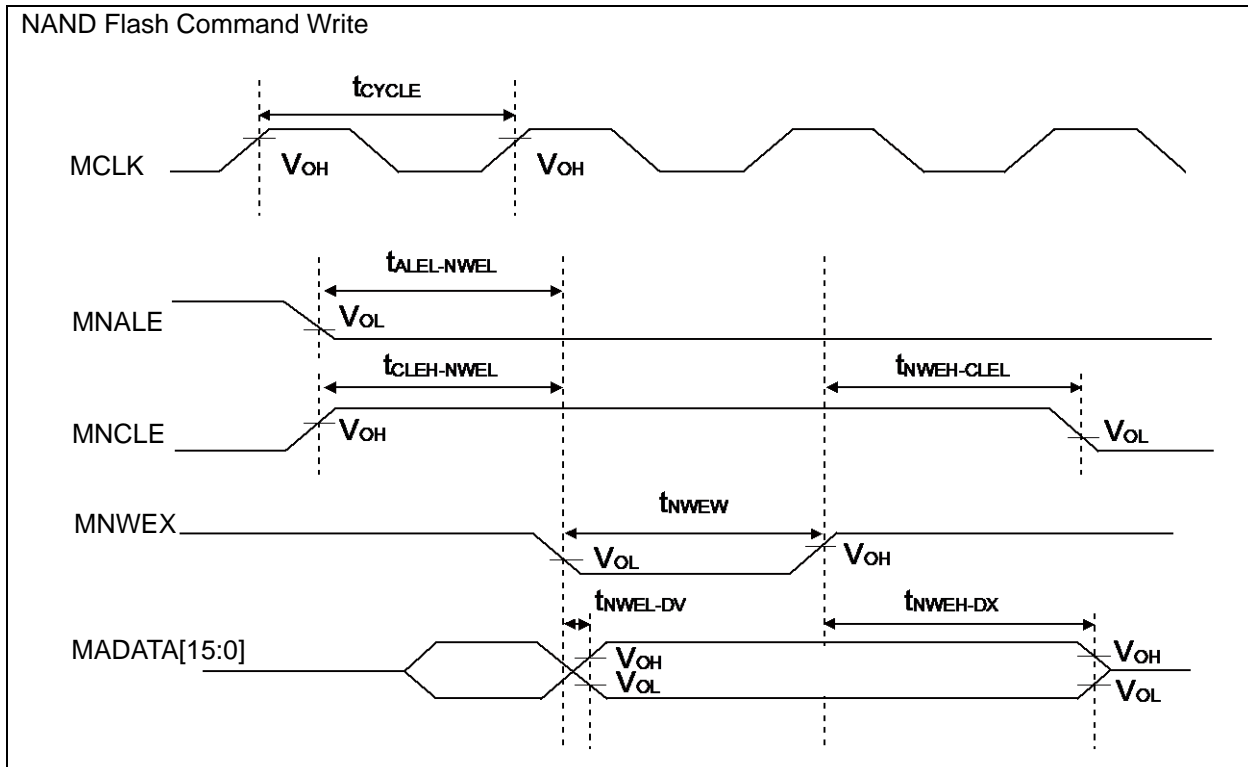 NAND Flash Command Write
tCYCLE
MCLK
VOH
VOH
tALEL-NWEL
MNALE
VOL
tCLEH-NWEL
tNWEH-CLEL
MNCLE
VOH
VOL
tNWEW
MNWEX
VOL
VOH
tNWEL-DV
tNWEH-DX
MADATA[15:0]
VOH
VOH
VOL
VOL